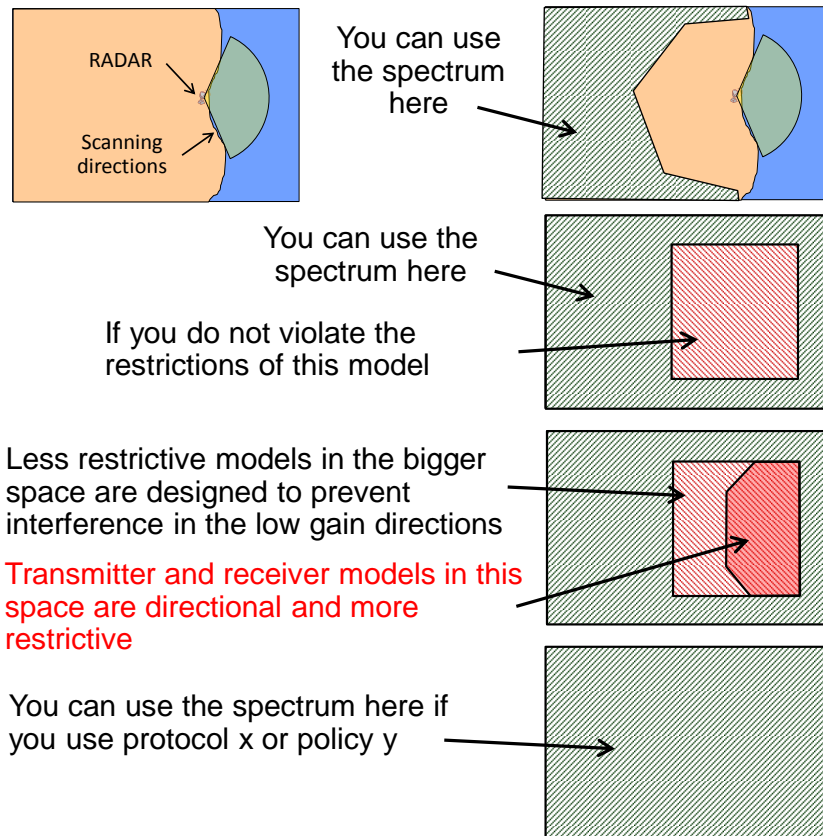 RADAR
Scanning
directions
You can use
the spectrum
here
You can use the
spectrum here
If you do not violate the
restrictions of this model
Less restrictive models in the bigger
space are designed to prevent
interference in the low gain directions
Transmitter and receiver models in this
space are directional and more
restrictive
You can use the spectrum here if
you use protocol x or policy y